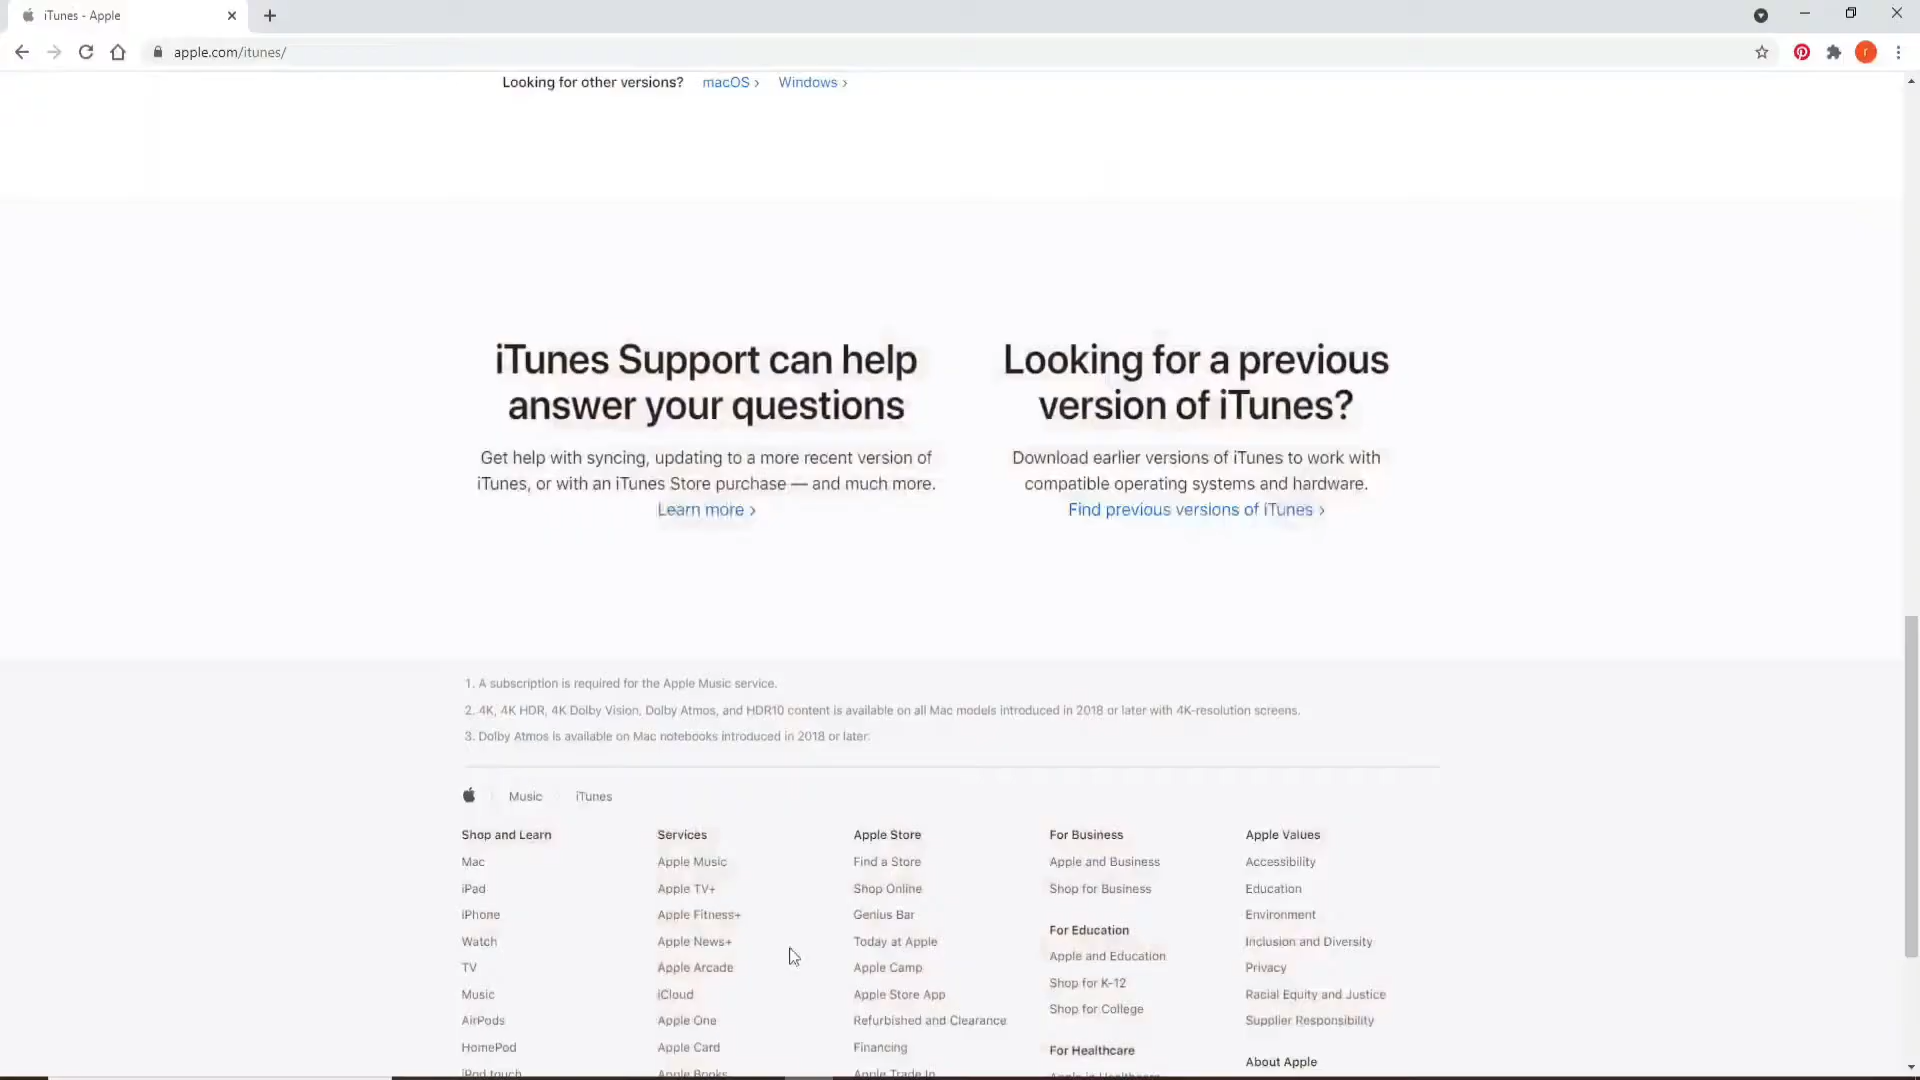 iTunes - Apple
apple.com/itunes/
r
Looking for other versions? macOS › Windows ›
iTunes Support can help
answer your questions
Get help with syncing, updating to a more recent version of
iTunes, or with an iTunes Store purchase — and much more.
Learn more ›
Looking for a previous
version of iTunes?
Download earlier versions of iTunes to work with
compatible operating systems and hardware.
Find previous versions of iTunes ›
1. A subscription is required for the Apple Music service.
2. 4K, 4K HDR, 4K Dolby Vision, Dolby Atmos, and HDR10 content is available on all Mac models introduced in 2018 or later with 4K-resolution screens.
3. Dolby Atmos is available on Mac notebooks introduced in 2018 or later.
Music iTunes
Shop and Learn
Mac
iPad
iPhone
Watch
TV
Music
AirPods
HomePod
iPod touch
Services
Apple Music
Apple TV+
Apple Fitness+
Apple News+
Apple Arcade
iCloud
Apple One
Apple Card
Apple Books
Apple Store
Find a Store
Shop Online
Genius Bar
Today at Apple
Apple Camp
Apple Store App
Refurbished and Clearance
Financing
Apple Trade In
For Business
Apple and Business
Shop for Business
For Education
Apple and Education
Shop for K-12
Shop for College
For Healthcare
Apple in Healthcare
Apple Values
Accessibility
Education
Environment
Inclusion and Diversity
Privacy
Racial Equity and Justice
Supplier Responsibility
About Apple